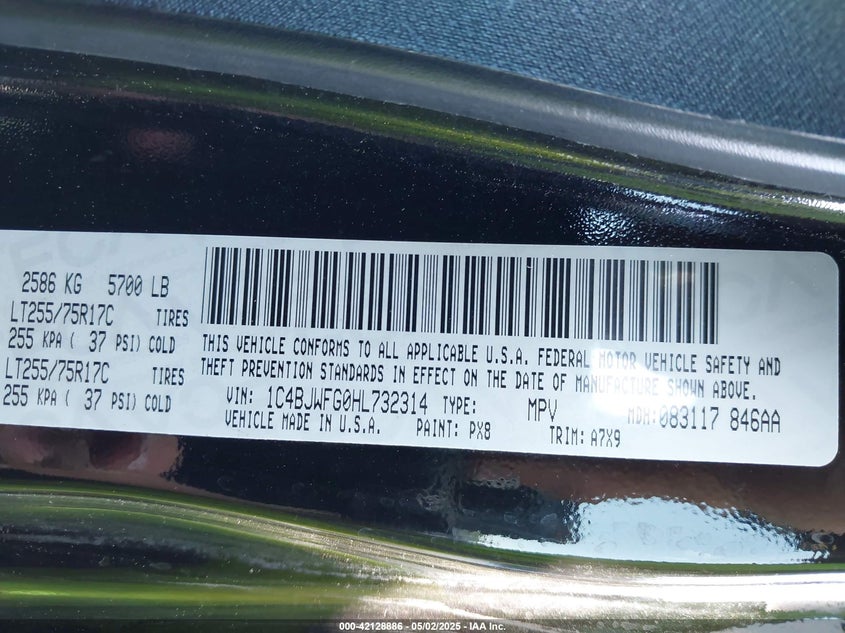 2586 KG 5700 LB
LT255/75R17C TIRES
255 KPA ( 37 PSI) COLD
LT255/75R17C TIRES
255 KPA ( 37 PSI) COLD
THIS VEHICLE CONFORMS TO ALL APPLICABLE U.S.A. FEDERAL MOTOR VEHICLE SAFETY AND
THEFT PREVENTION STANDARDS IN EFFECT ON THE DATE OF MANUFACTURE SHOWN ABOVE.
VIN: 1C4BJWFG0HL732314 TYPE: MPV MDH:083117 846AA
VEHICLE MADE IN U.S.A. PAINT: PX8 TRIM: A7X9
000-42128886 - 05/02/2025 - IAA Inc.